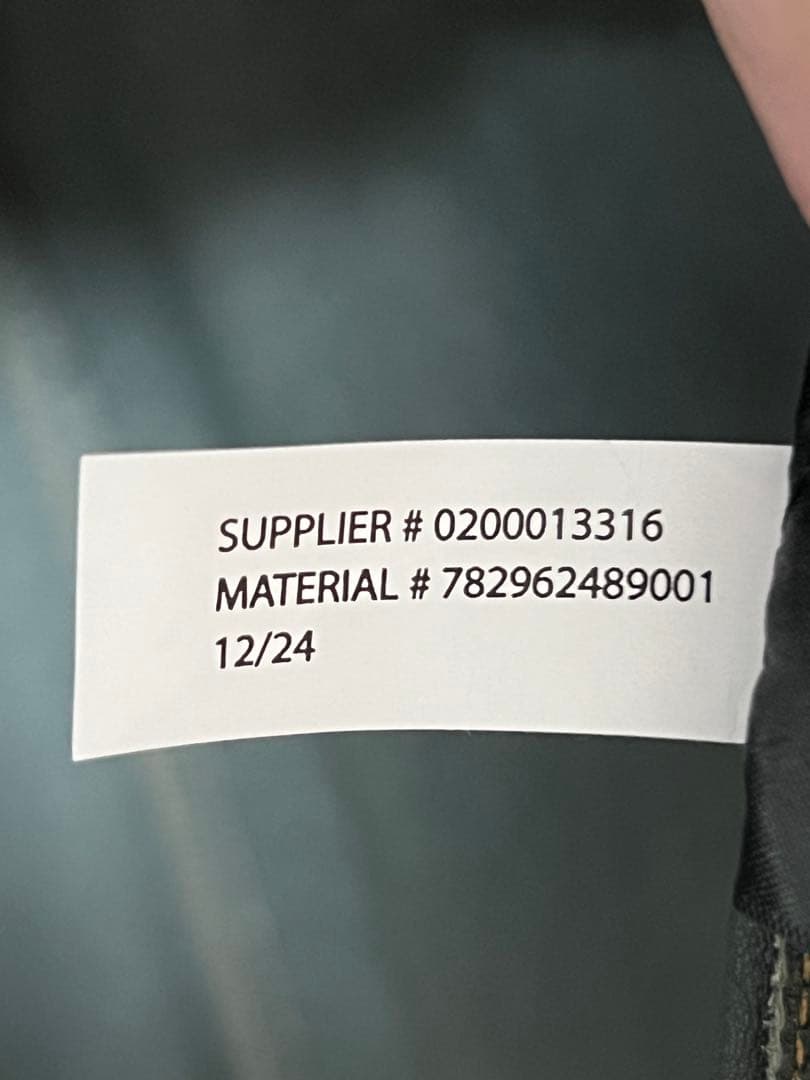 SUPPLIER # 0200013316
MATERIAL # 782962489001
12/24